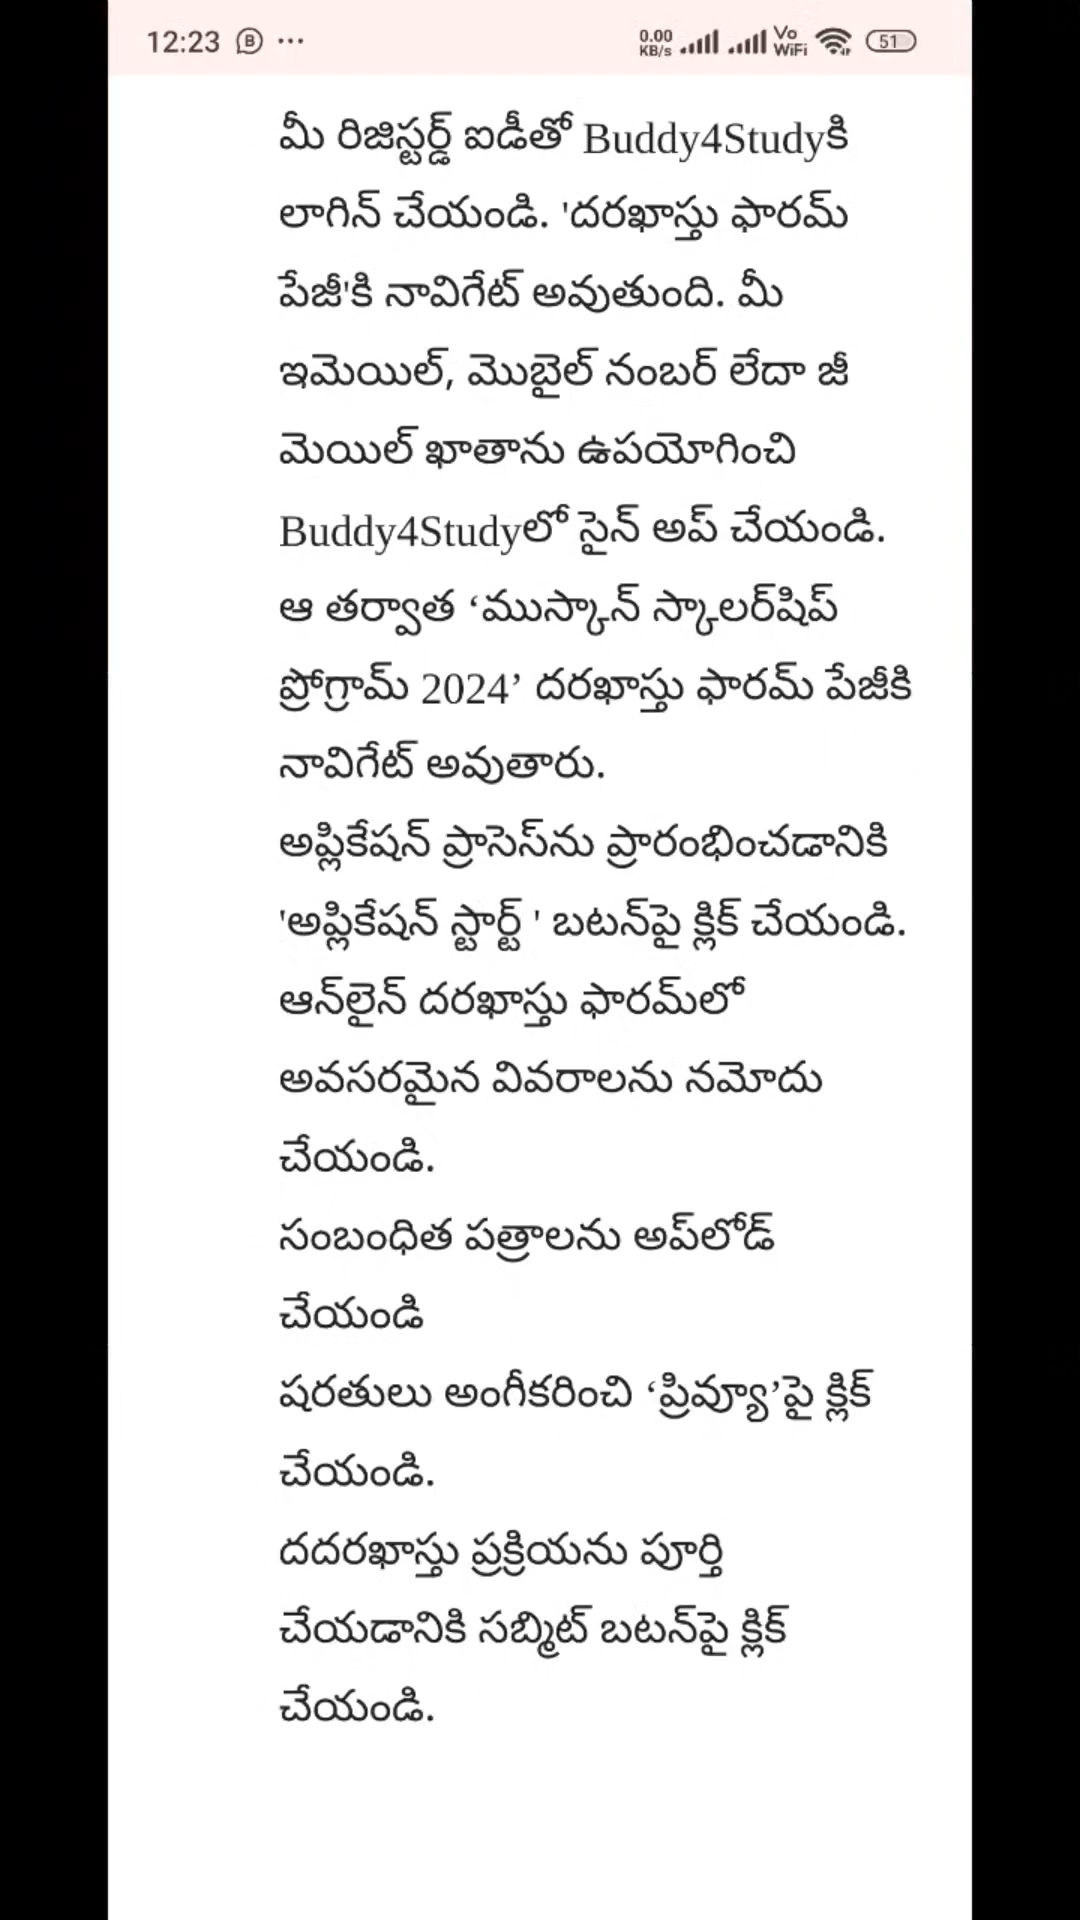 12:23
0.00
KB/s
Vo
WiFi
51
మీ రిజిస్టర్డ్ ఐడీతో Buddy4Studyకి
లాగిన్ చేయండి. 'దరఖాస్తు ఫారమ్
పేజీ'కి నావిగేట్ అవుతుంది. మీ
ఇమెయిల్, మొబైల్ నంబర్ లేదా జీ
మెయిల్ ఖాతాను ఉపయోగించి
Buddy4Studyలో సైన్ అప్ చేయండి.
ఆ తర్వాత ‘ముస్కాన్ స్కాలర్‌షిప్
ప్రోగ్రామ్ 2024’ దరఖాస్తు ఫారమ్ పేజీకి
నావిగేట్ అవుతారు.
అప్లికేషన్ ప్రాసెస్‌ను ప్రారంభించడానికి
'అప్లికేషన్ స్టార్ట్ ' బటన్‌పై క్లిక్ చేయండి.
ఆన్‌లైన్ దరఖాస్తు ఫారమ్‌లో
అవసరమైన వివరాలను నమోదు
చేయండి.
సంబంధిత పత్రాలను అప్‌లోడ్
చేయండి
షరతులు అంగీకరించి ‘ప్రివ్యూ’పై క్లిక్
చేయండి.
దదరఖాస్తు ప్రక్రియను పూర్తి
చేయడానికి సబ్మిట్ బటన్‌పై క్లిక్
చేయండి.